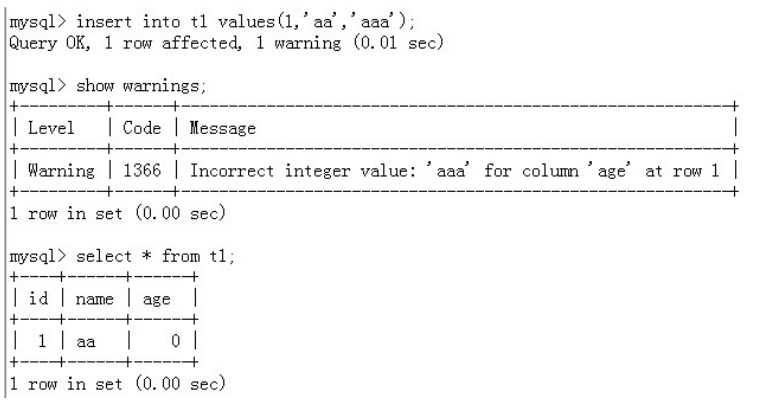 mysql> insert into t1 values(1,'aa','aaa');
Query OK, 1 row affected, 1 warning (0.01 sec)
mysql> show warnings;
+---------+------+----------------------------------------------------------+
| Level   | Code | Message                                                  |
+---------+------+----------------------------------------------------------+
| Warning | 1366 | Incorrect integer value: 'aaa' for column 'age' at row 1 |
+---------+------+----------------------------------------------------------+
1 row in set (0.00 sec)
mysql> select * from t1;
+----+------+------+
| id | name | age  |
+----+------+------+
|  1 | aa   |    0 |
+----+------+------+
1 row in set (0.00 sec)